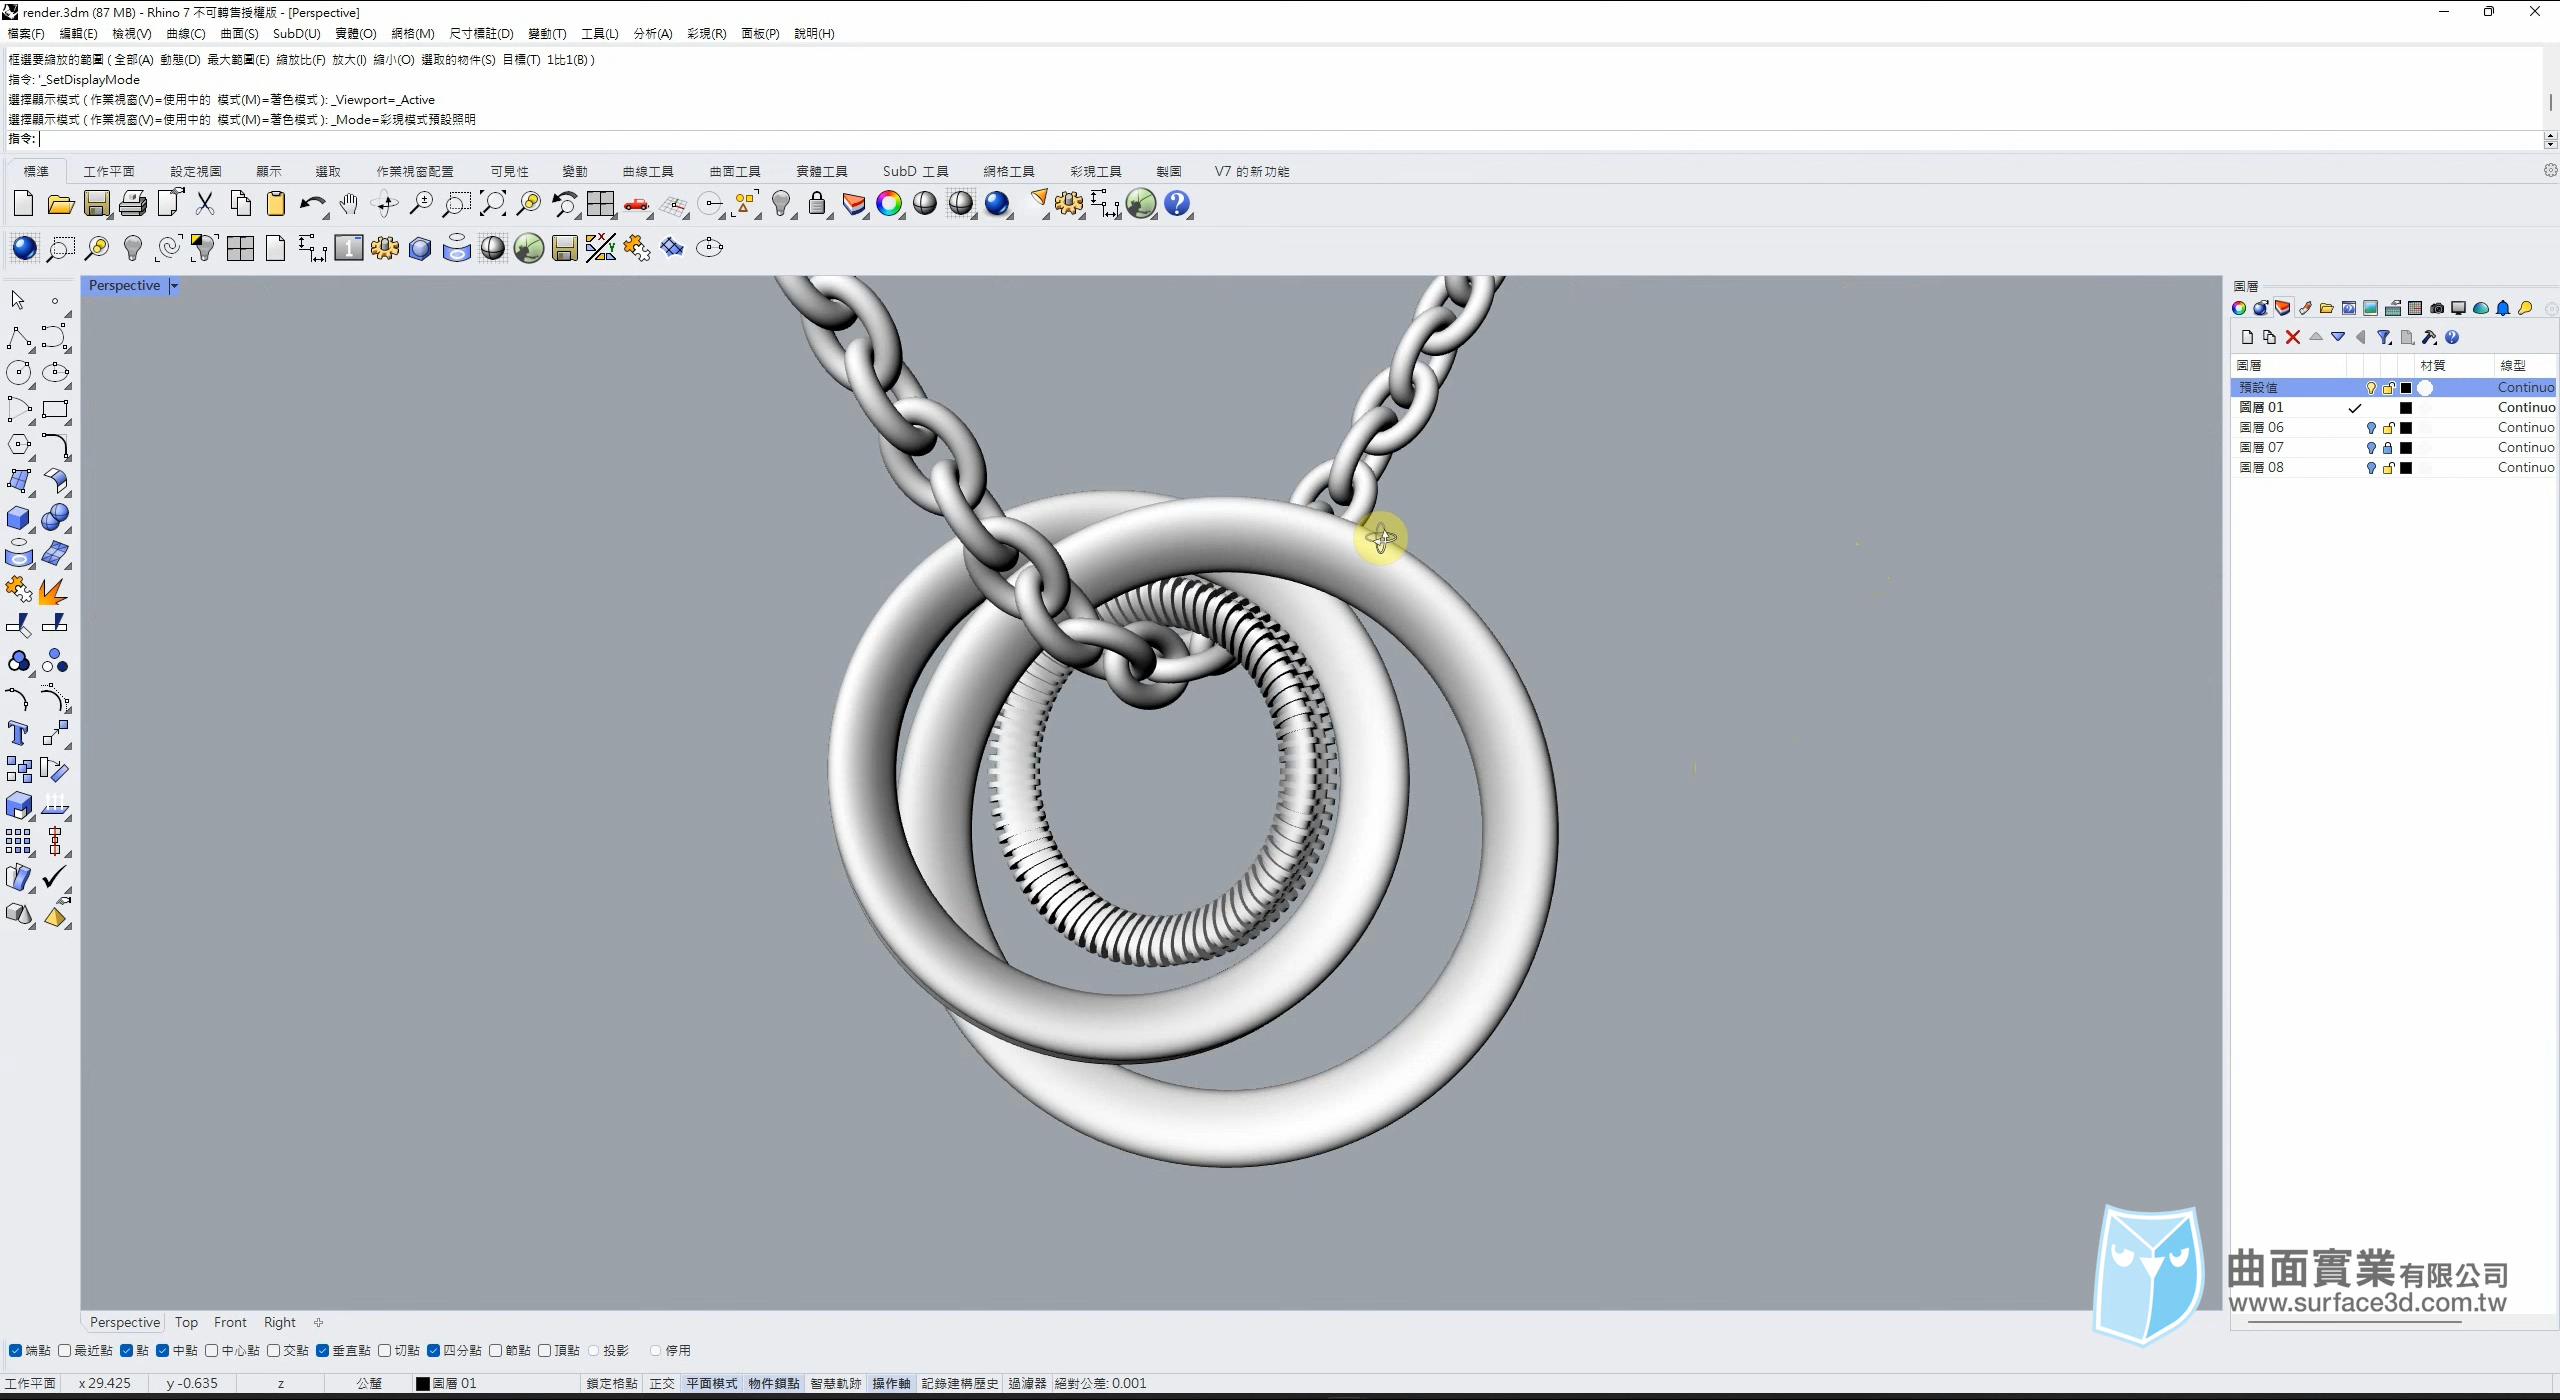 render.3dm (87 MB) - Rhino 7 不可轉售授權版 - [Perspective]
檔案(F) 編輯(E) 檢視(V) 曲線(C) 曲面(S) SubD(U) 實體(O) 網格(M) 尺寸標註(D) 變動(T) 工具(L) 分析(A) 彩現(R) 面板(P) 說明(H)
框選要縮放的範圍 ( 全部(A) 動態(D) 最大範圍(E) 縮放比(F) 放大(I) 縮小(O) 選取的物件(S) 目標(T) 1比1(B) )
指令: '_SetDisplayMode
選擇顯示模式 ( 作業視窗(V)=使用中的 模式(M)=著色模式 ): _Viewport=_Active
選擇顯示模式 ( 作業視窗(V)=使用中的 模式(M)=著色模式 ): _Mode=彩現模式預設照明
指令:
標準 工作平面 設定視圖 顯示 選取 作業視窗配置 可見性 變動 曲線工具 曲面工具 實體工具 SubD 工具 網格工具 彩現工具 製圖 V7 的新功能
Perspective
圖層
圖層 材質 線型
預設值 Continuo
圖層 01 Continuo
圖層 06 Continuo
圖層 07 Continuo
圖層 08 Continuo
曲面實業有限公司
www.surface3d.com.tw
Perspective Top Front Right
端點 最近點 點 中點 中心點 交點 垂直點 切點 四分點 節點 頂點 投影 停用
工作平面 x 29.425 y -0.635 z 公釐 圖層 01 鎖定格點 正交 平面模式 物件鎖點 智慧軌跡 操作軸 記錄建構歷史 過濾器 絕對公差: 0.001